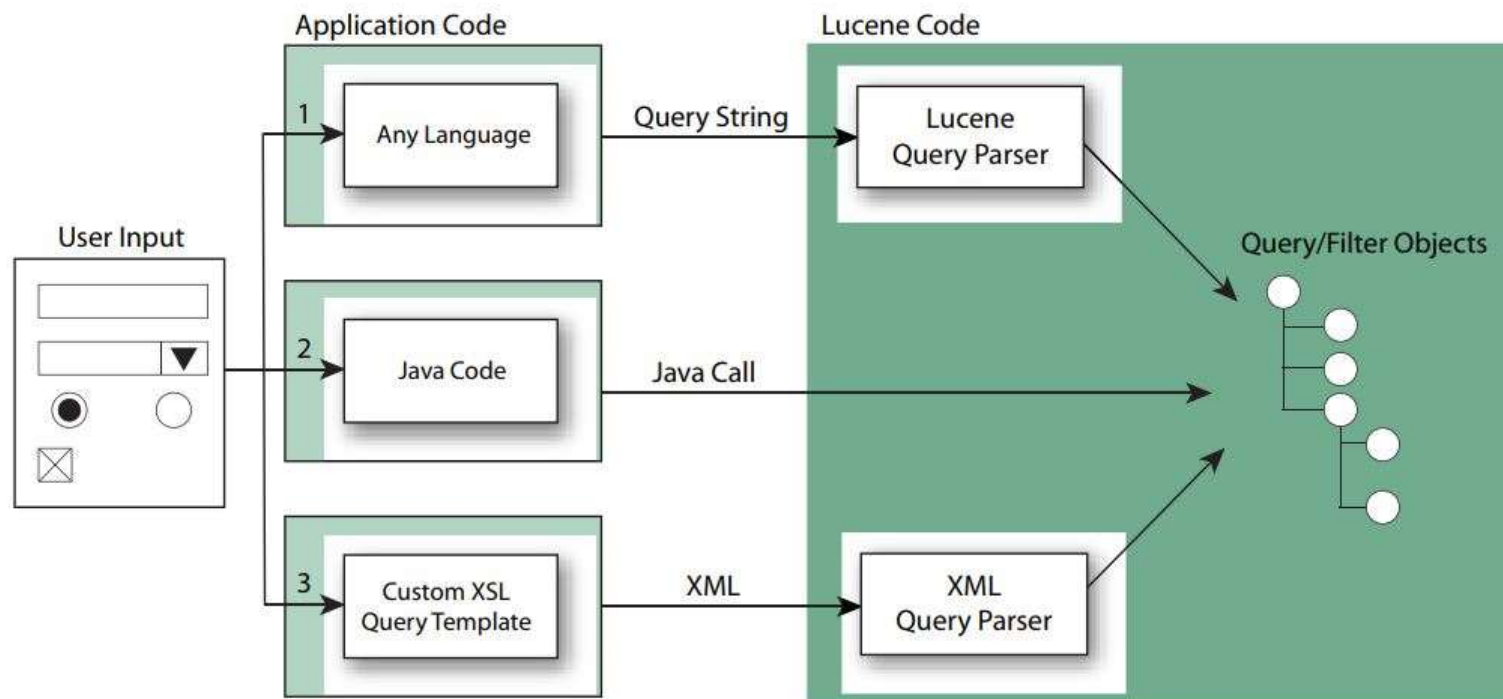 Application Code
Lucene Code
1
Any Language
Query String
Lucene
Query Parser
User Input
Query/Filter Objects
2
Java Code
Java Call
3
Custom XSL
Query Template
XML
XML
Query Parser